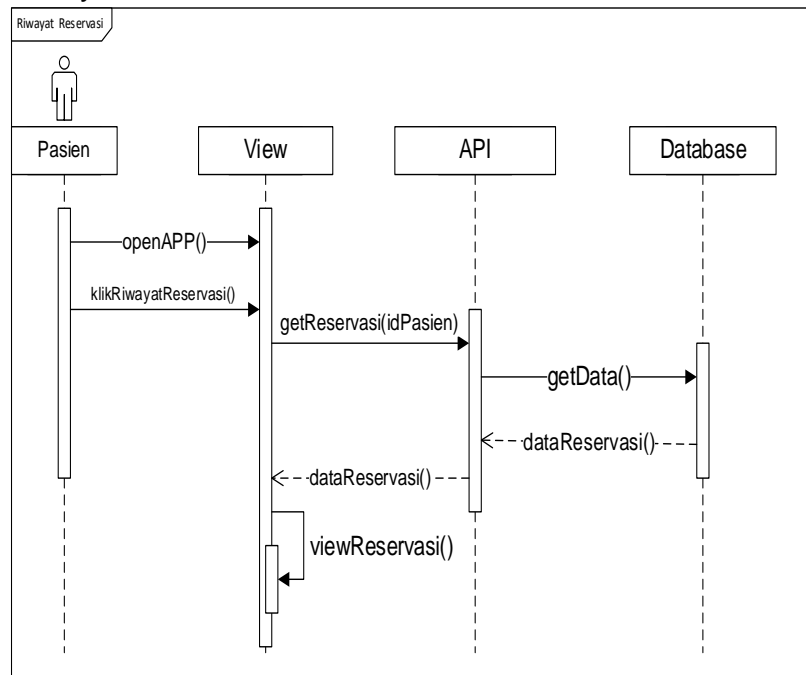 Riwayat Reservasi
Pasien
View
API
Database
openAPP()
klikRiwayatReservasi()
getReservasi(idPasien)
getData()
dataReservasi()
dataReservasi()
viewReservasi()